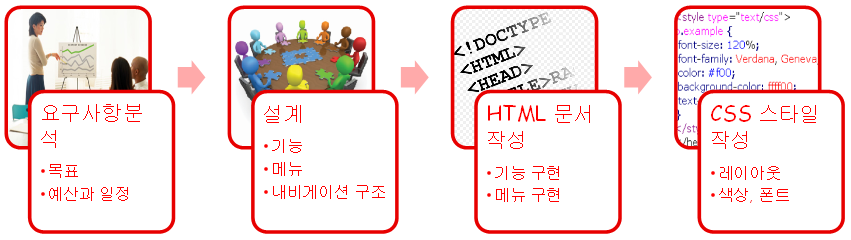 요구사항분
석
•목표
•예산과 일정
설계
•기능
•메뉴
•내비게이션 구조
<!DOCTYPE
<HTML>
<HEAD>
HTML 문서
작성
•기능 구현
•메뉴 구현
<style type="text/css">
.example {
font-size: 120%;
font-family: Verdana, Geneva
color: #f00;
background-color: ffff00;
text
}
CSS 스타일
작성
•레이아웃
•색상, 폰트